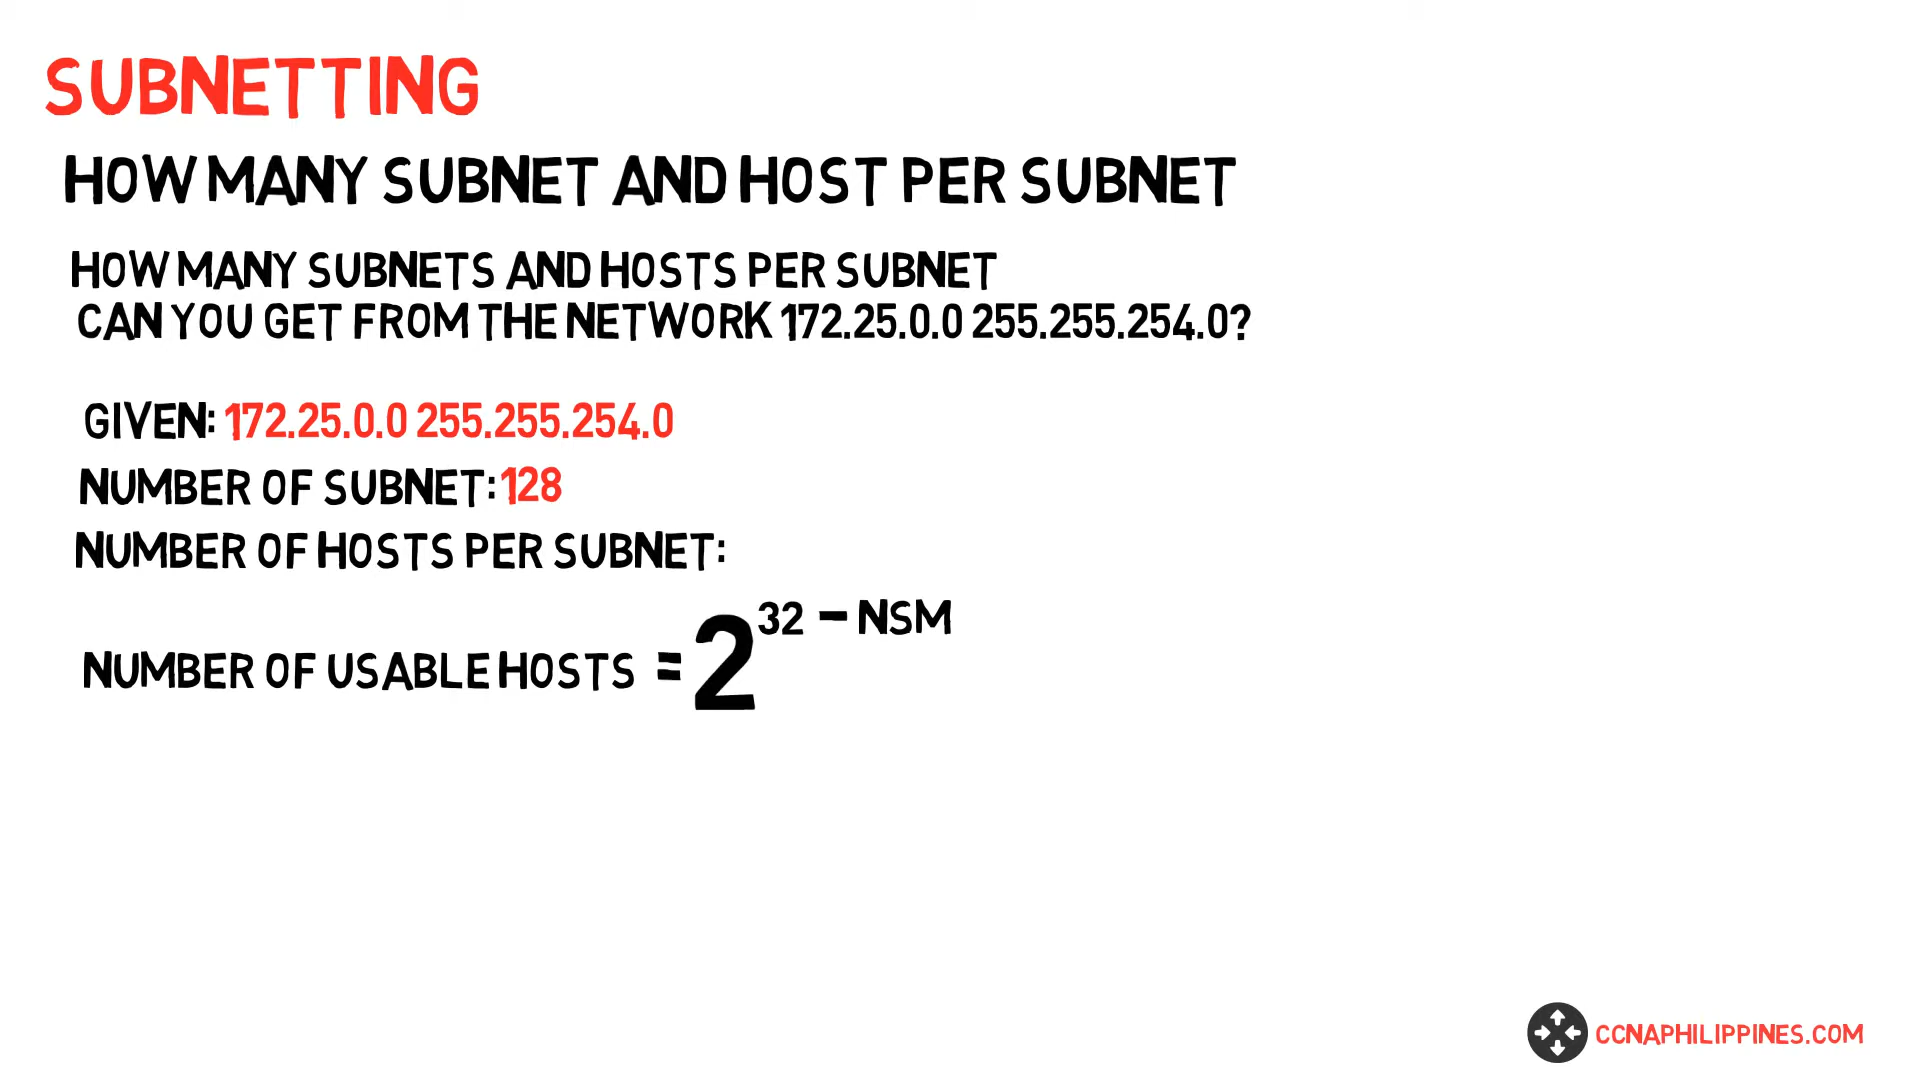 SUBNETTING
HOW MANY SUBNET AND HOST PER SUBNET
HOW MANY SUBNETS AND HOSTS PER SUBNET
CAN YOU GET FROM THE NETWORK 172.25.0.0 255.255.254.0?
GIVEN: 172.25.0.0 255.255.254.0
NUMBER OF SUBNET: 128
NUMBER OF HOSTS PER SUBNET:
NUMBER OF USABLE HOSTS = 2 32 - NSM
CCNAPHILIPPINES.COM